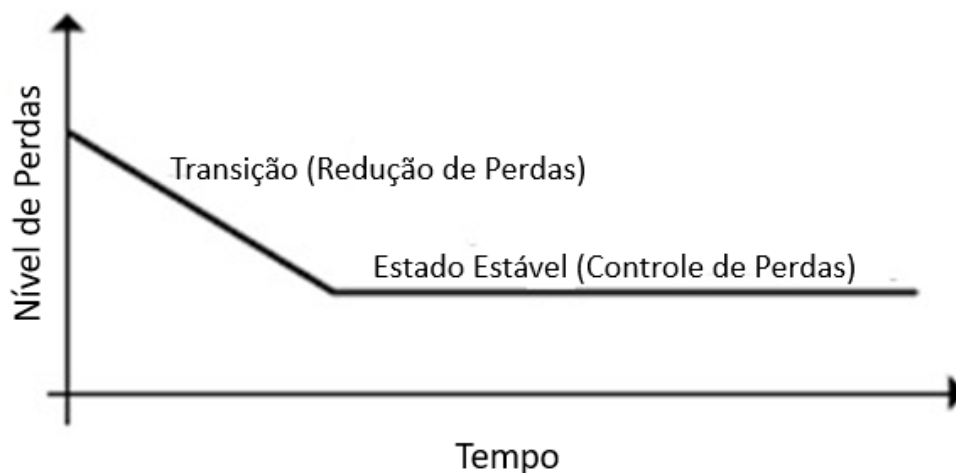 Nível de Perdas
Transição (Redução de Perdas)
Estado Estável (Controle de Perdas)
Tempo